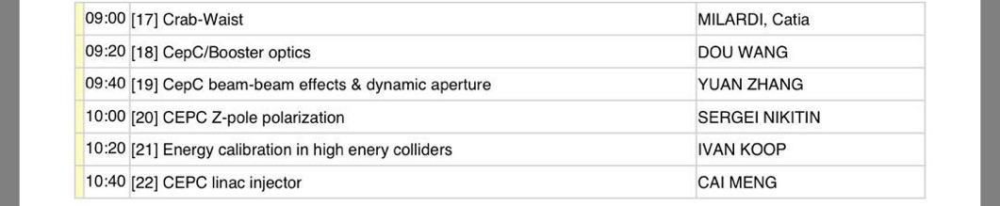 09:00 [17] Crab-Waist MILARDI, Catia
09:20 [18] CepC/Booster optics DOU WANG
09:40 [19] CepC beam-beam effects & dynamic aperture YUAN ZHANG
10:00 [20] CEPC Z-pole polarization SERGEI NIKITIN
10:20 [21] Energy calibration in high enery colliders IVAN KOOP
10:40 [22] CEPC linac injector CAI MENG